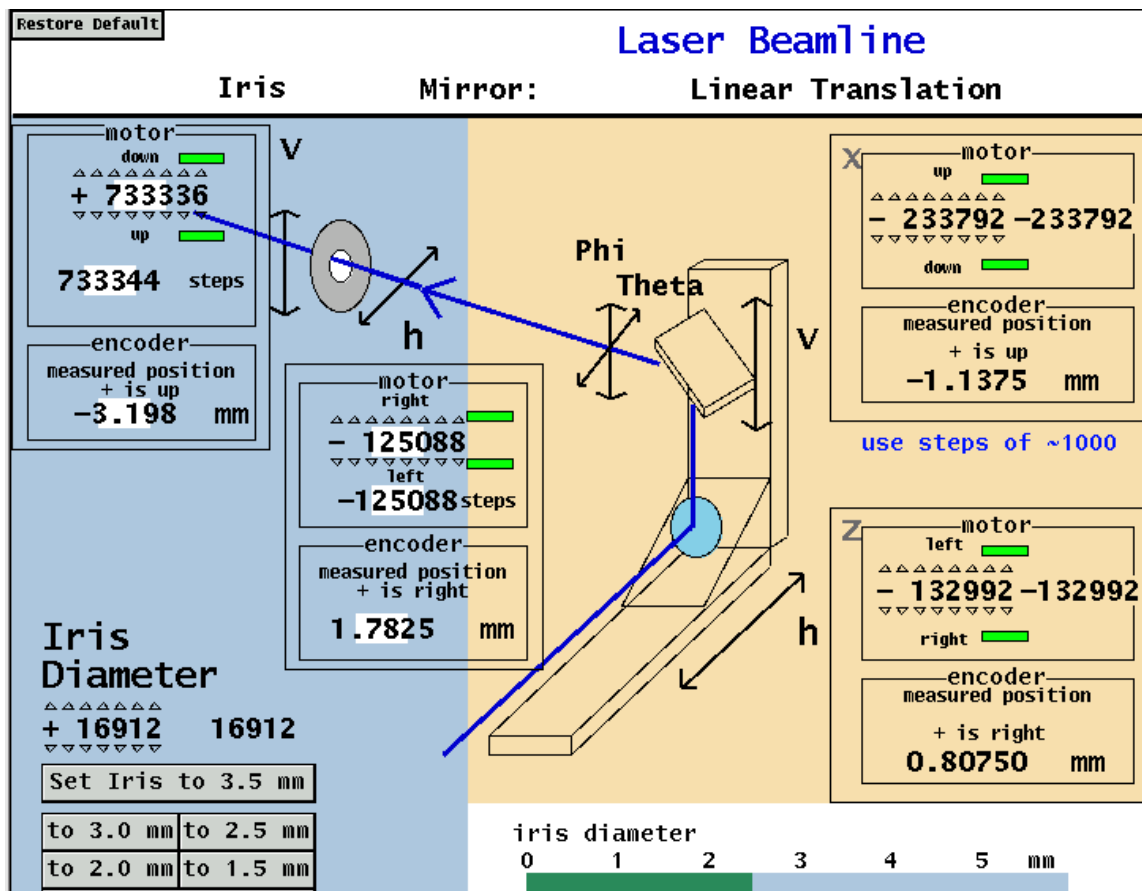 Restore Default
Laser Beamline
Iris Mirror: Linear Translation
motor
down
+ 733336
up
733344 steps
encoder
measured position
+ is up
-3.198 mm
v
h
motor
right
- 125088
left
-125088 steps
encoder
measured position
+ is right
1.7825 mm
Phi
Theta
v
h
X
motor
up
- 233792 -233792
down
encoder
measured position
+ is up
-1.1375 mm
use steps of ~1000
Z
motor
left
- 132992 -132992
right
encoder
measured position
+ is right
0.80750 mm
Iris
Diameter
+ 16912 16912
Set Iris to 3.5 mm
to 3.0 mm to 2.5 mm
to 2.0 mm to 1.5 mm
iris diameter
0 1 2 3 4 5 mm